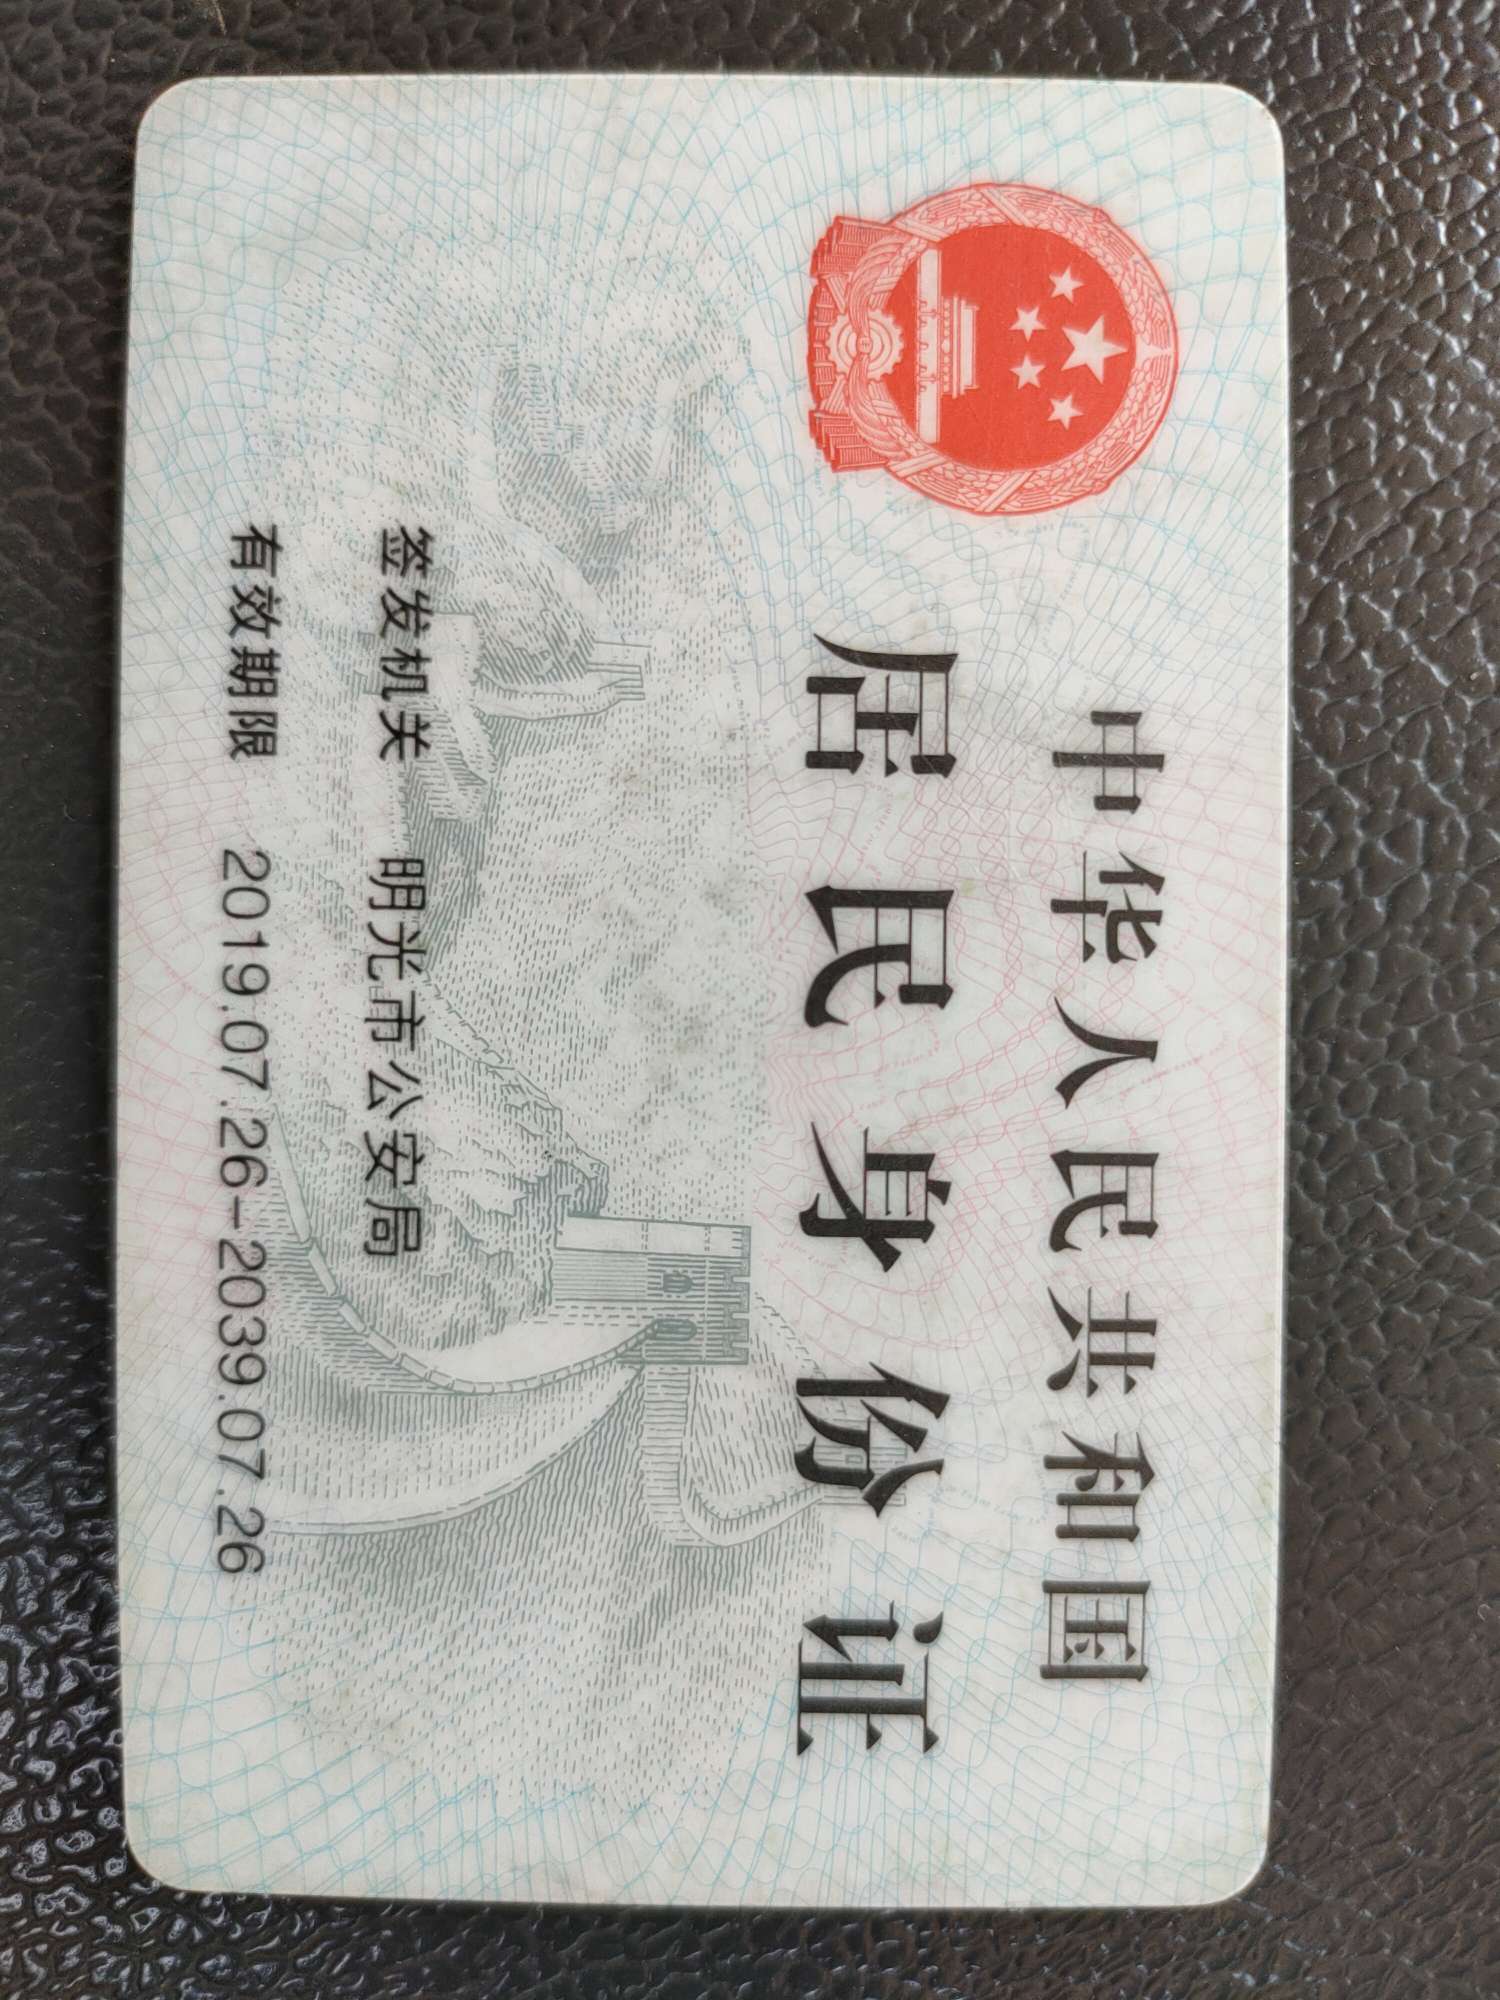 中华人民共和国
居民身份证
签发机关 明光市公安局
有效期限 2019.07.26-2039.07.26